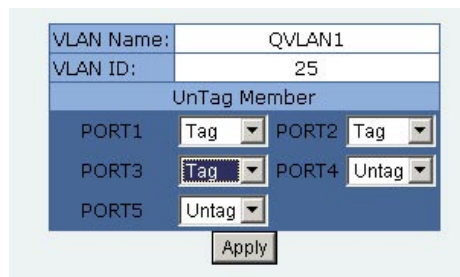 VLAN Name: QVLAN1
VLAN ID: 25
UnTag Member
PORT1 Tag PORT2 Tag
PORT3 Tag PORT4 Untag
PORT5 Untag
Apply